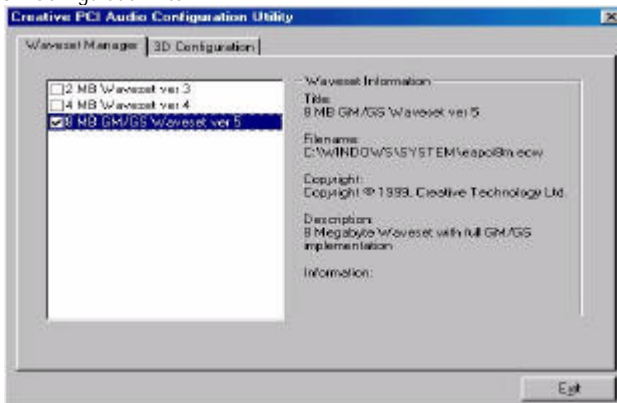 Creative PCI Audio Configuration Utility
Waveset Manager
3D Configuration
2 MB Waveset ver 3
4 MB Waveset ver 4
8 MB GM/GS Waveset ver 5
Waveset Information
Title:
8 MB GM/GS Waveset ver 5
Filename:
C:\WINDOWS\SYSTEM\eapci8m.ecw
Copyright:
Copyright © 1999, Creative Technology Ltd.
Description:
8 Megabyte Waveset with full GM/GS
implementation
Information:
Exit